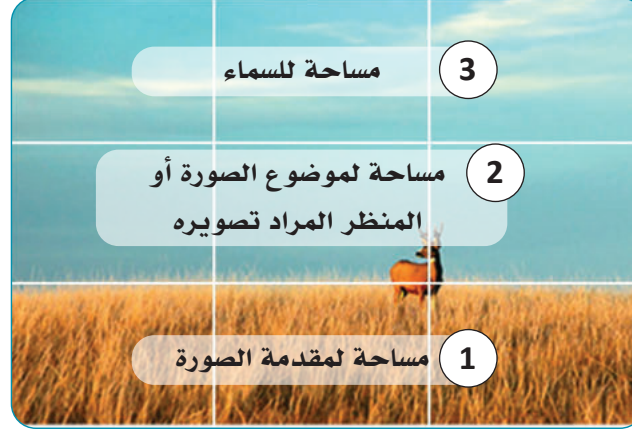 3 مساحة للسماء
2 مساحة لموضوع الصورة أو
المنظر المراد تصويره
1 مساحة لمقدمة الصورة